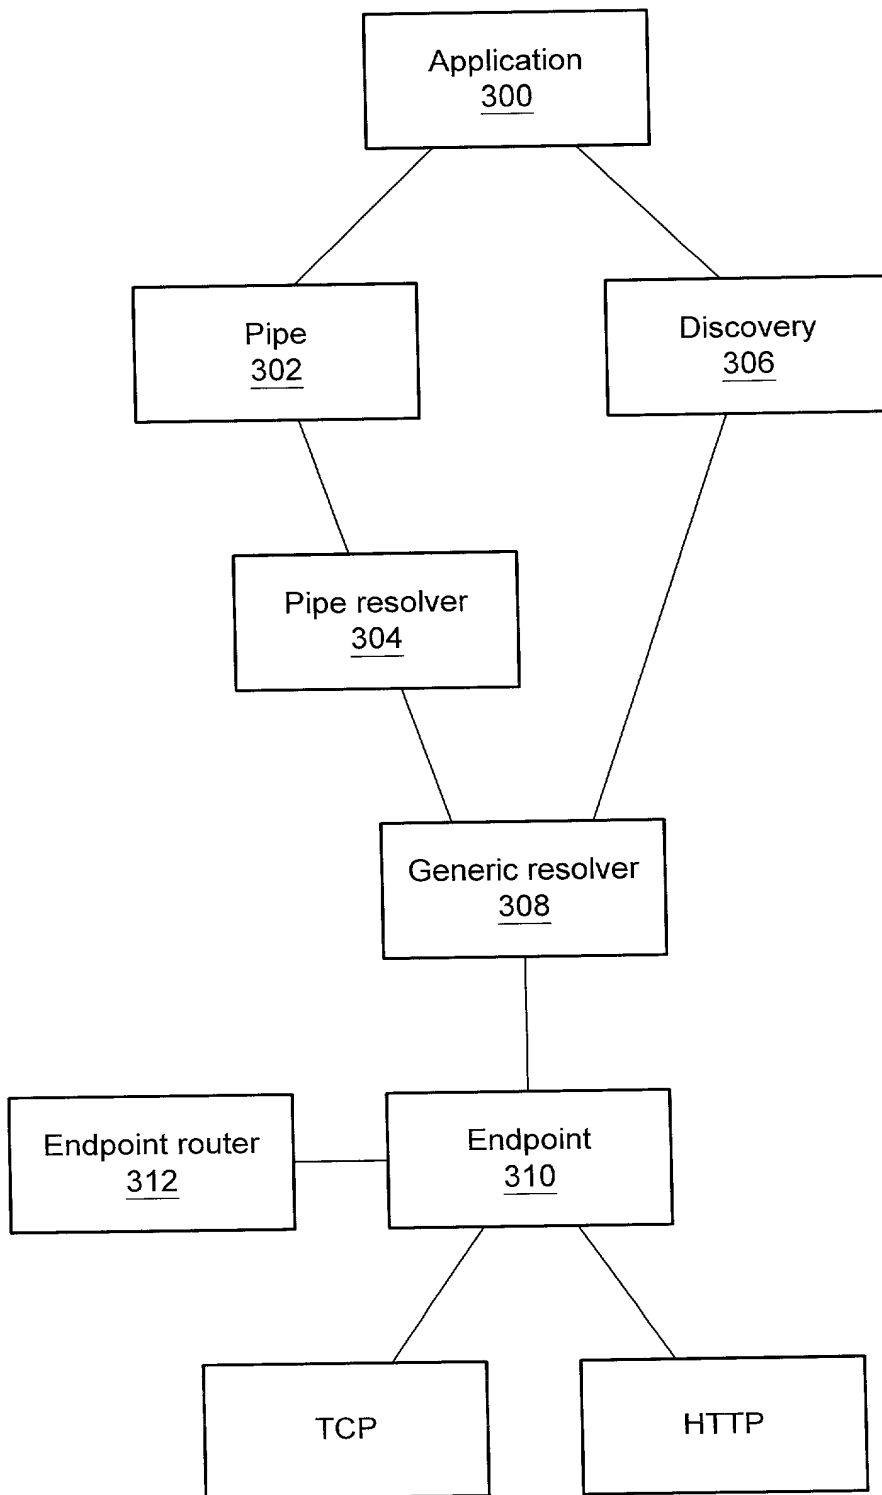 Application
300
Pipe
302
Discovery
306
Pipe resolver
304
Generic resolver
308
Endpoint router
312
Endpoint
310
TCP
HTTP